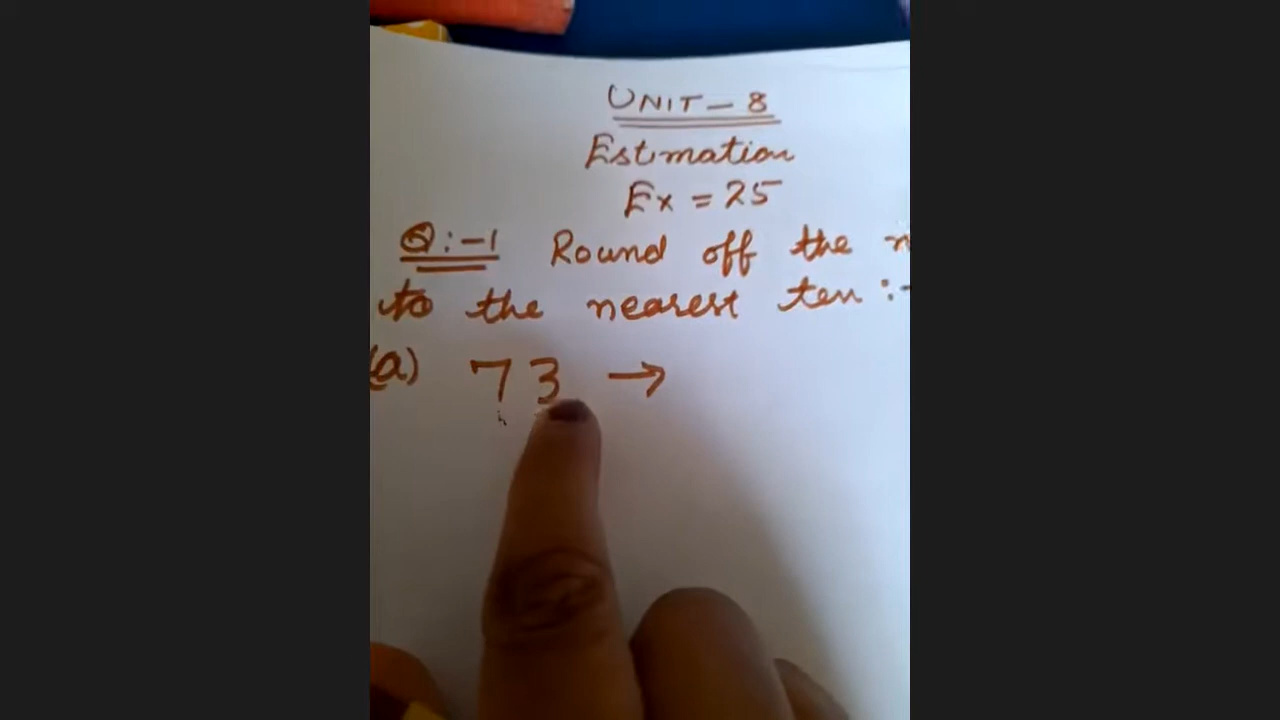 UNIT - 8
Estimation
Ex = 25
Q:-1 Round off the
to the nearest ten :-
(a) 73 →